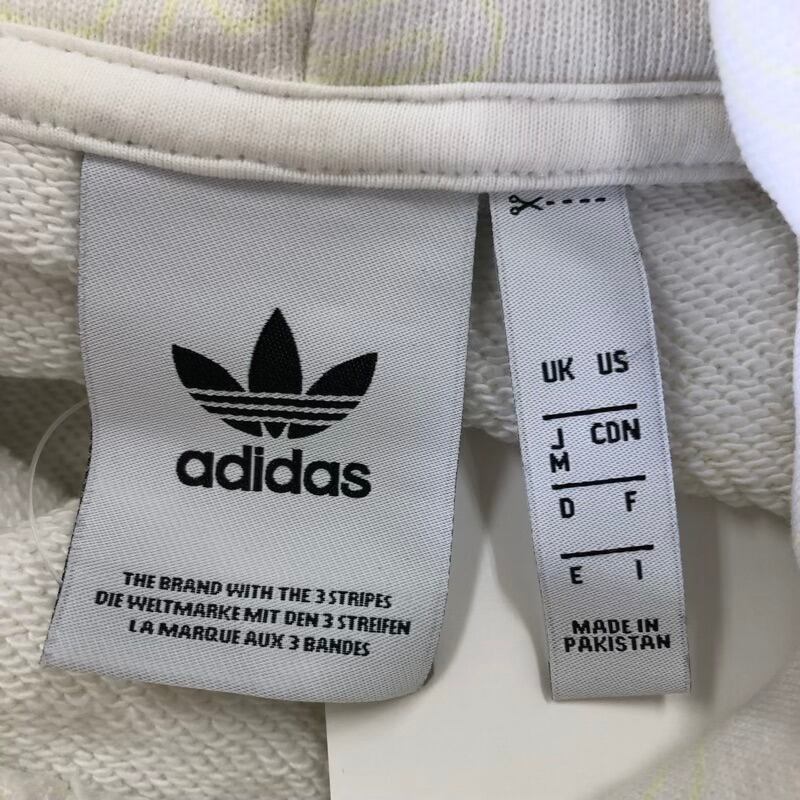 adidas
THE BRAND WITH THE 3 STRIPES
DIE WELTMARKE MIT DEN 3 STREIFEN
LA MARQUE AUX 3 BANDES
UK US
J CDN
M
D F
E I
MADE IN
PAKISTAN